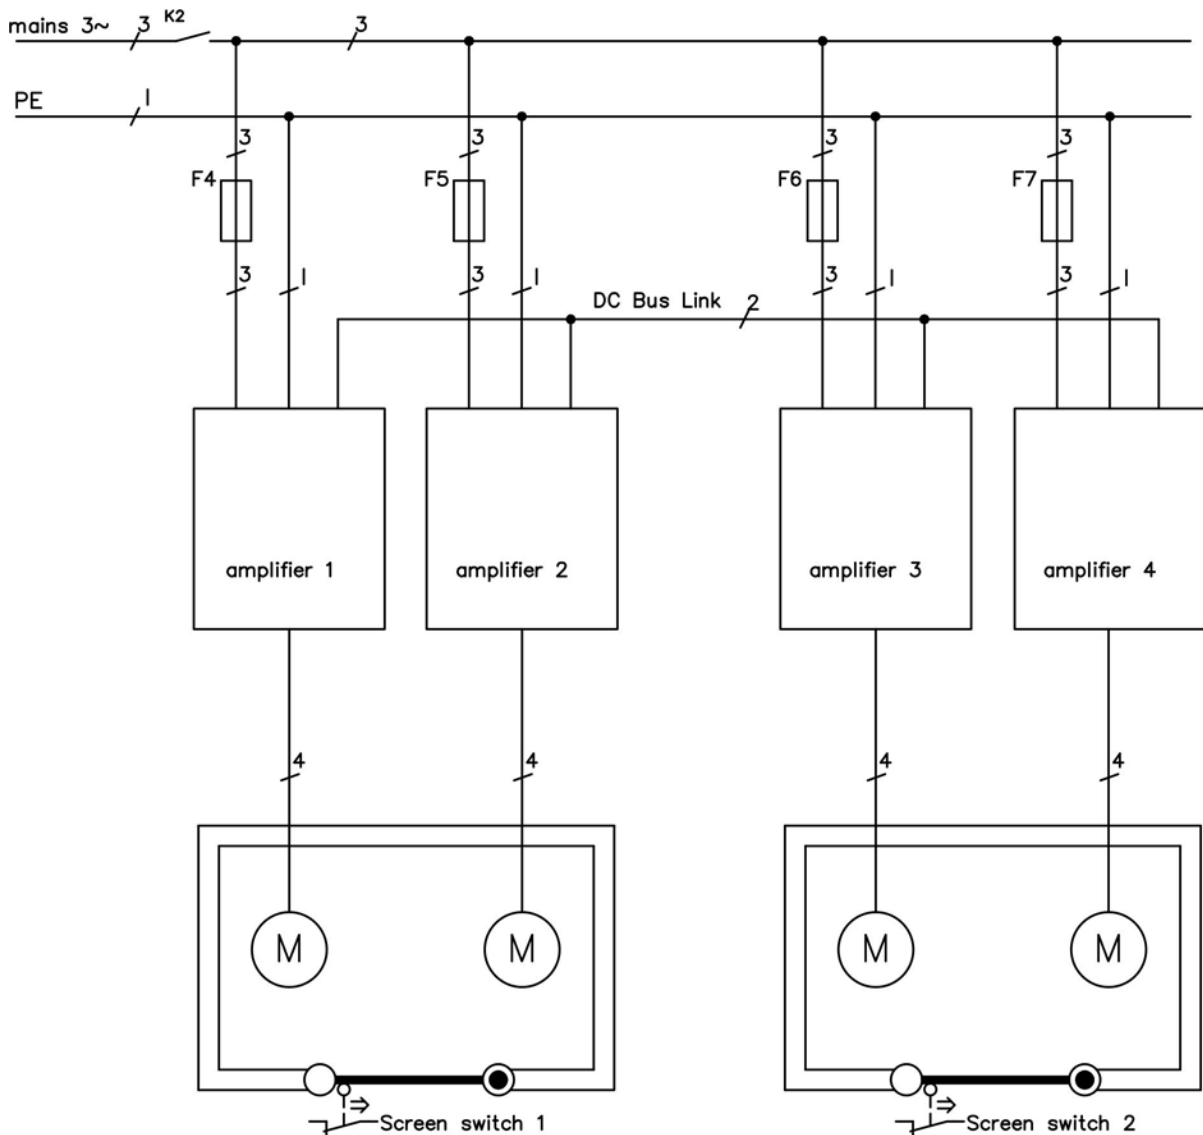 mains 3~ 3 K2 3
PE 1
3 3 3 3
F4 F5 F6 F7
3 1 3 1 3 1 3 1
DC Bus Link 2
amplifier 1 amplifier 2 amplifier 3 amplifier 4
4 4 4 4
M M M M
Screen switch 1 Screen switch 2